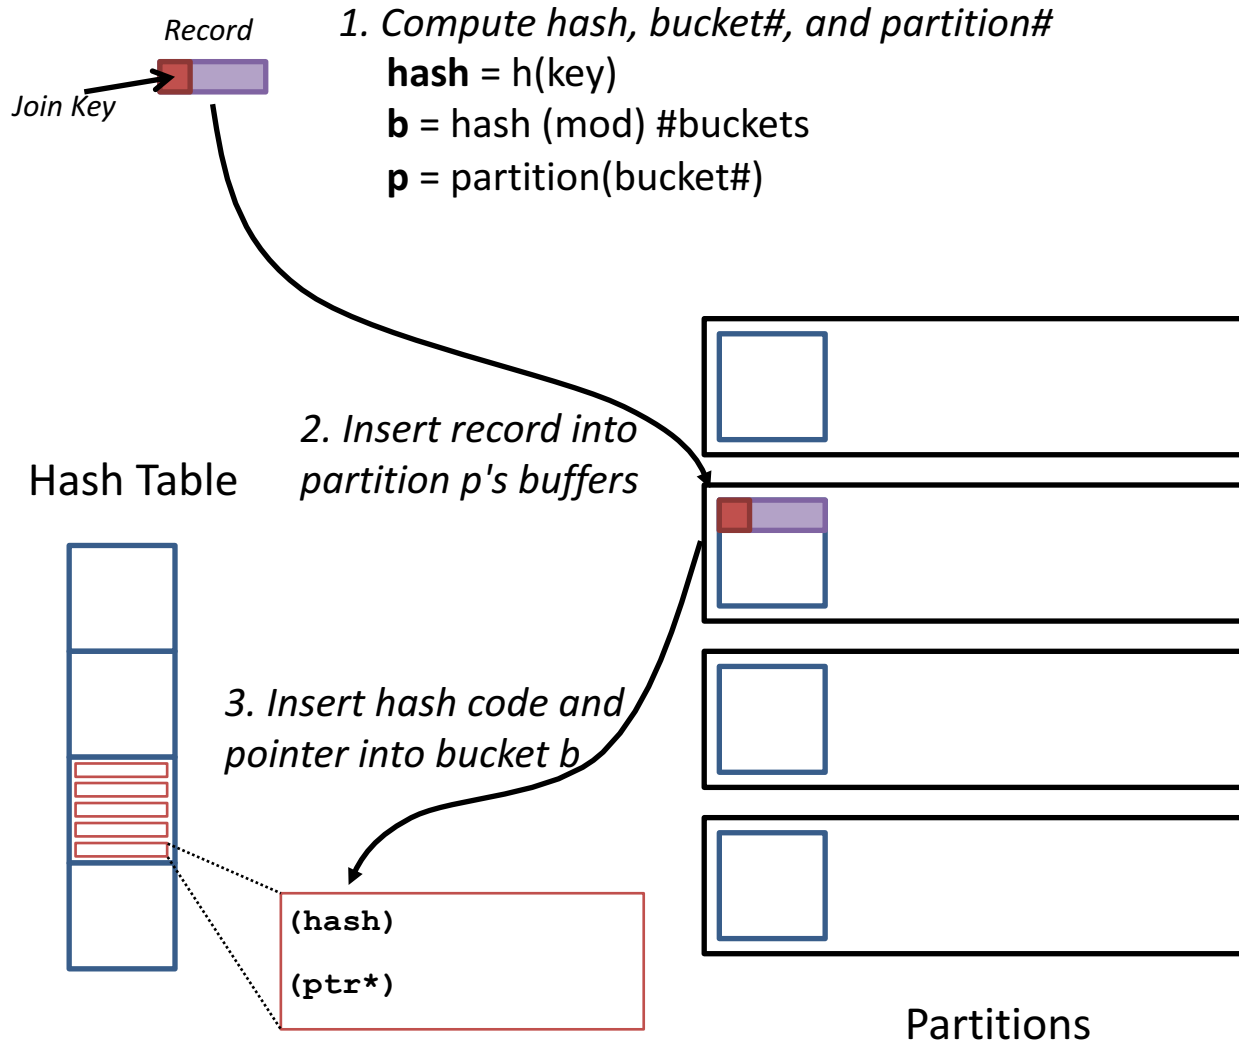 Record
Join Key
1. Compute hash, bucket#, and partition#
hash = h(key)
b = hash (mod) #buckets
p = partition(bucket#)
2. Insert record into
partition p's buffers
Hash Table
3. Insert hash code and
pointer into bucket b
(hash)
(ptr*)
Partitions